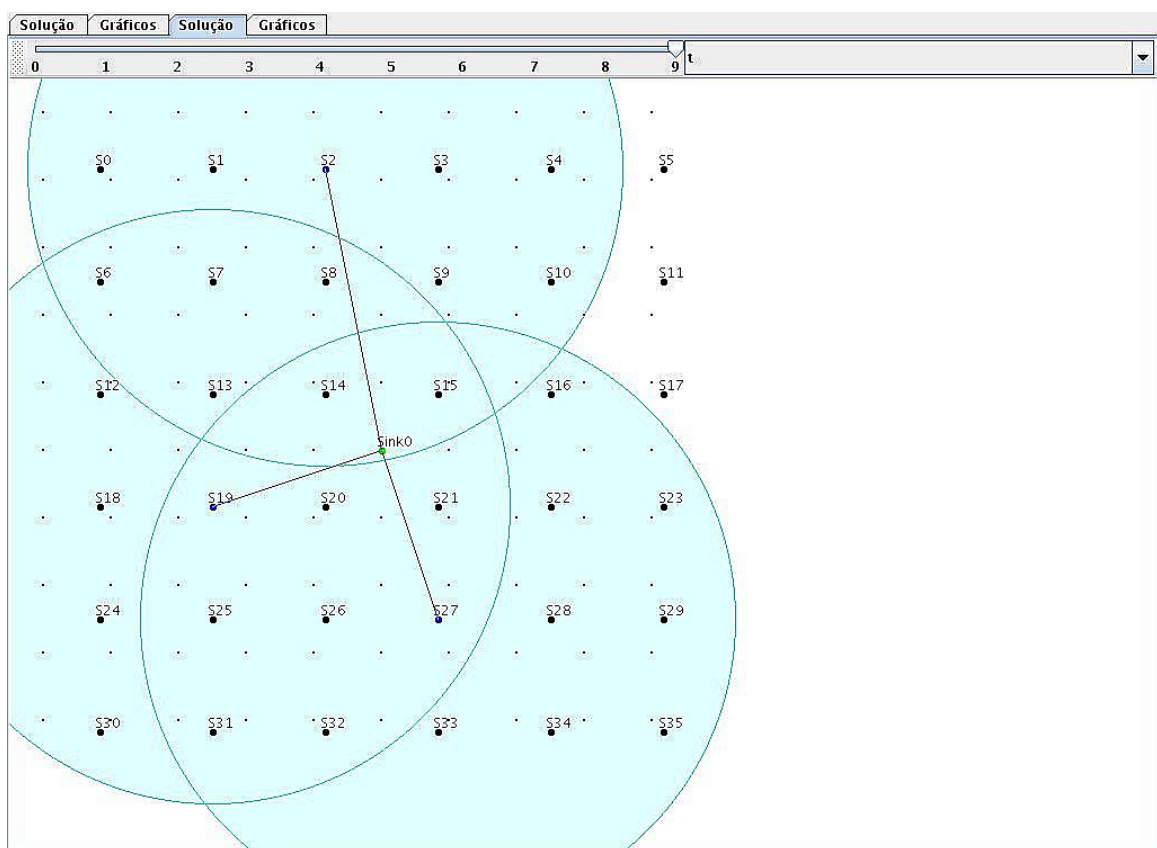 Solução Gráficos Solução Gráficos
0 1 2 3 4 5 6 7 8 9 t
S0 S1 S2 S3 S4 S5
S6 S7 S8 S9 S10 S11
S12 S13 S14 S15 S16 S17
Sink0
S18 S19 S20 S21 S22 S23
S24 S25 S26 S27 S28 S29
S30 S31 S32 S33 S34 S35